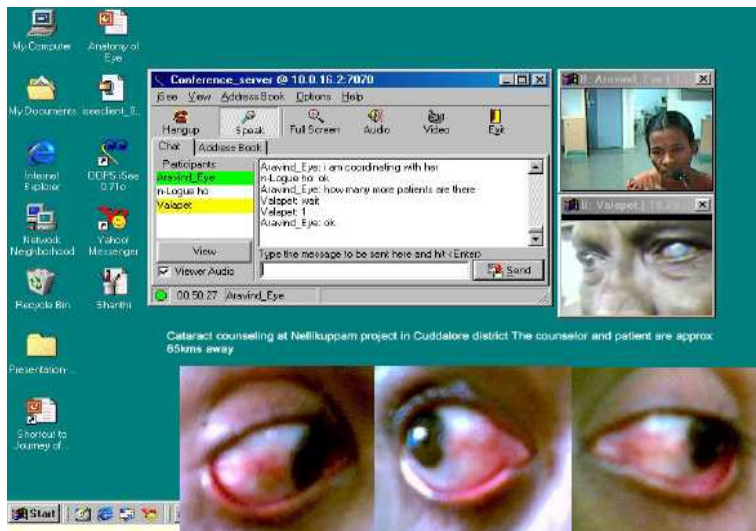 My Computer
Anatomy of
Eye
My Documents
iseeclient_0..
Internet
Explorer
OOPS iSee
0.71o
Network
Neighborhood
Yahoo!
Messenger
Recycle Bin
Shanthi
Presentation-...
Shortcut to
Journey of...
Conference_server @ 10.0.16.2:7070
iSee View AddressBook Options Help
Hangup Speak Full Screen Audio Video Exit
Chat Address Book
Participants
Aravind_Eye
n-Logue ho
Valapet
View
Viewer Audio
Aravind_Eye: i am coordinating with her
n-Logue ho: ok
Aravind_Eye: how many more patients are there
Valapet: wait
Valapet: 1
Aravind_Eye: ok
Type the message to be sent here and hit <Enter>
Send
00:50:27 Aravind_Eye
Aravind_Eye
Valapet
Cataract counseling at Nellikuppam project in Cuddalore district The counselor and patient are approx
85kms away
Start